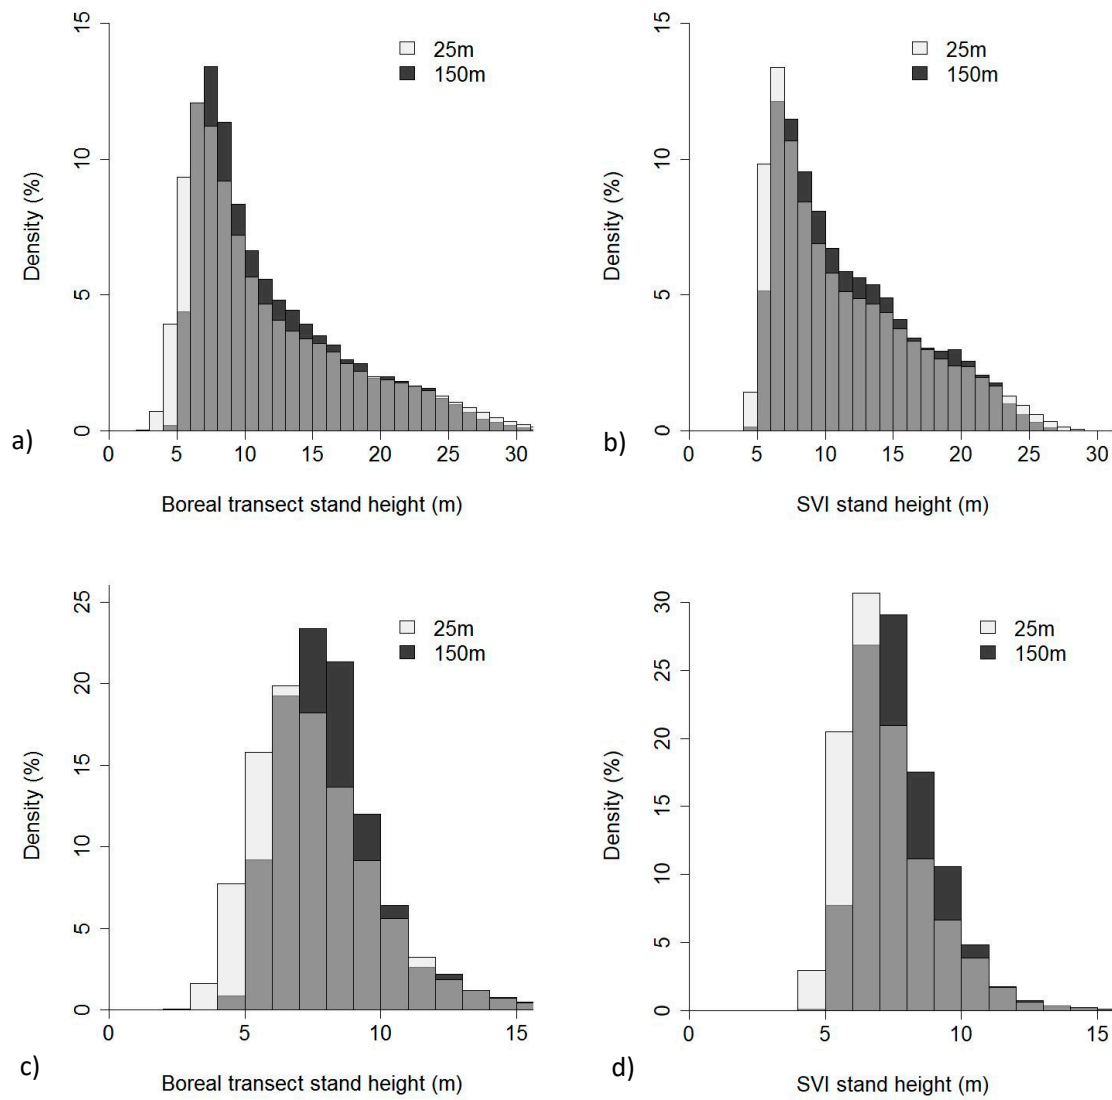 15
10
5
0
Density (%)
25m
150m
0 5 10 15 20 25 30
a)
Boreal transect stand height (m)
15
10
5
0
Density (%)
25m
150m
0 5 10 15 20 25 30
b)
SVI stand height (m)
25
20
15
10
5
0
Density (%)
25m
150m
0 5 10 15
c)
Boreal transect stand height (m)
30
25
20
15
10
5
0
Density (%)
25m
150m
0 5 10 15
d)
SVI stand height (m)